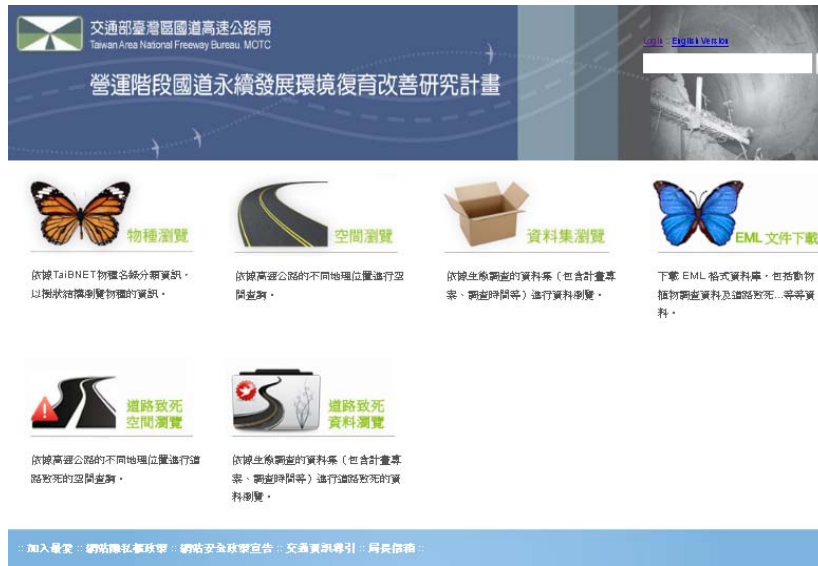 交通部臺灣區國道高速公路局
Taiwan Area National Freeway Bureau. MOTC
營運階段國道永續發展環境復育改善研究計畫
Login :: English Version
物種瀏覽
空間瀏覽
資料集瀏覽
EML 文件下載
依據TaiBNET物種名錄分類資訊，
以樹狀結構瀏覽物種的資訊。
依據高速公路的不同地理位置進行空
間查詢。
依據生態調查的資料集（包含計畫專
案、調查時間等）進行資料瀏覽。
下載 EML 格式資料庫，包括動物
植物調查資料及道路致死...等等資
料。
道路致死
空間瀏覽
道路致死
資料瀏覽
依據高速公路的不同地理位置進行道
路致死的空間查詢。
依據生態調查的資料集（包含計畫專
案、調查時間等）進行道路致死的資
料瀏覽。
:: 加入最愛 :: 網站隱私權政策 :: 網站安全政策宣告 :: 交通資訊導引 :: 局長信箱 ::